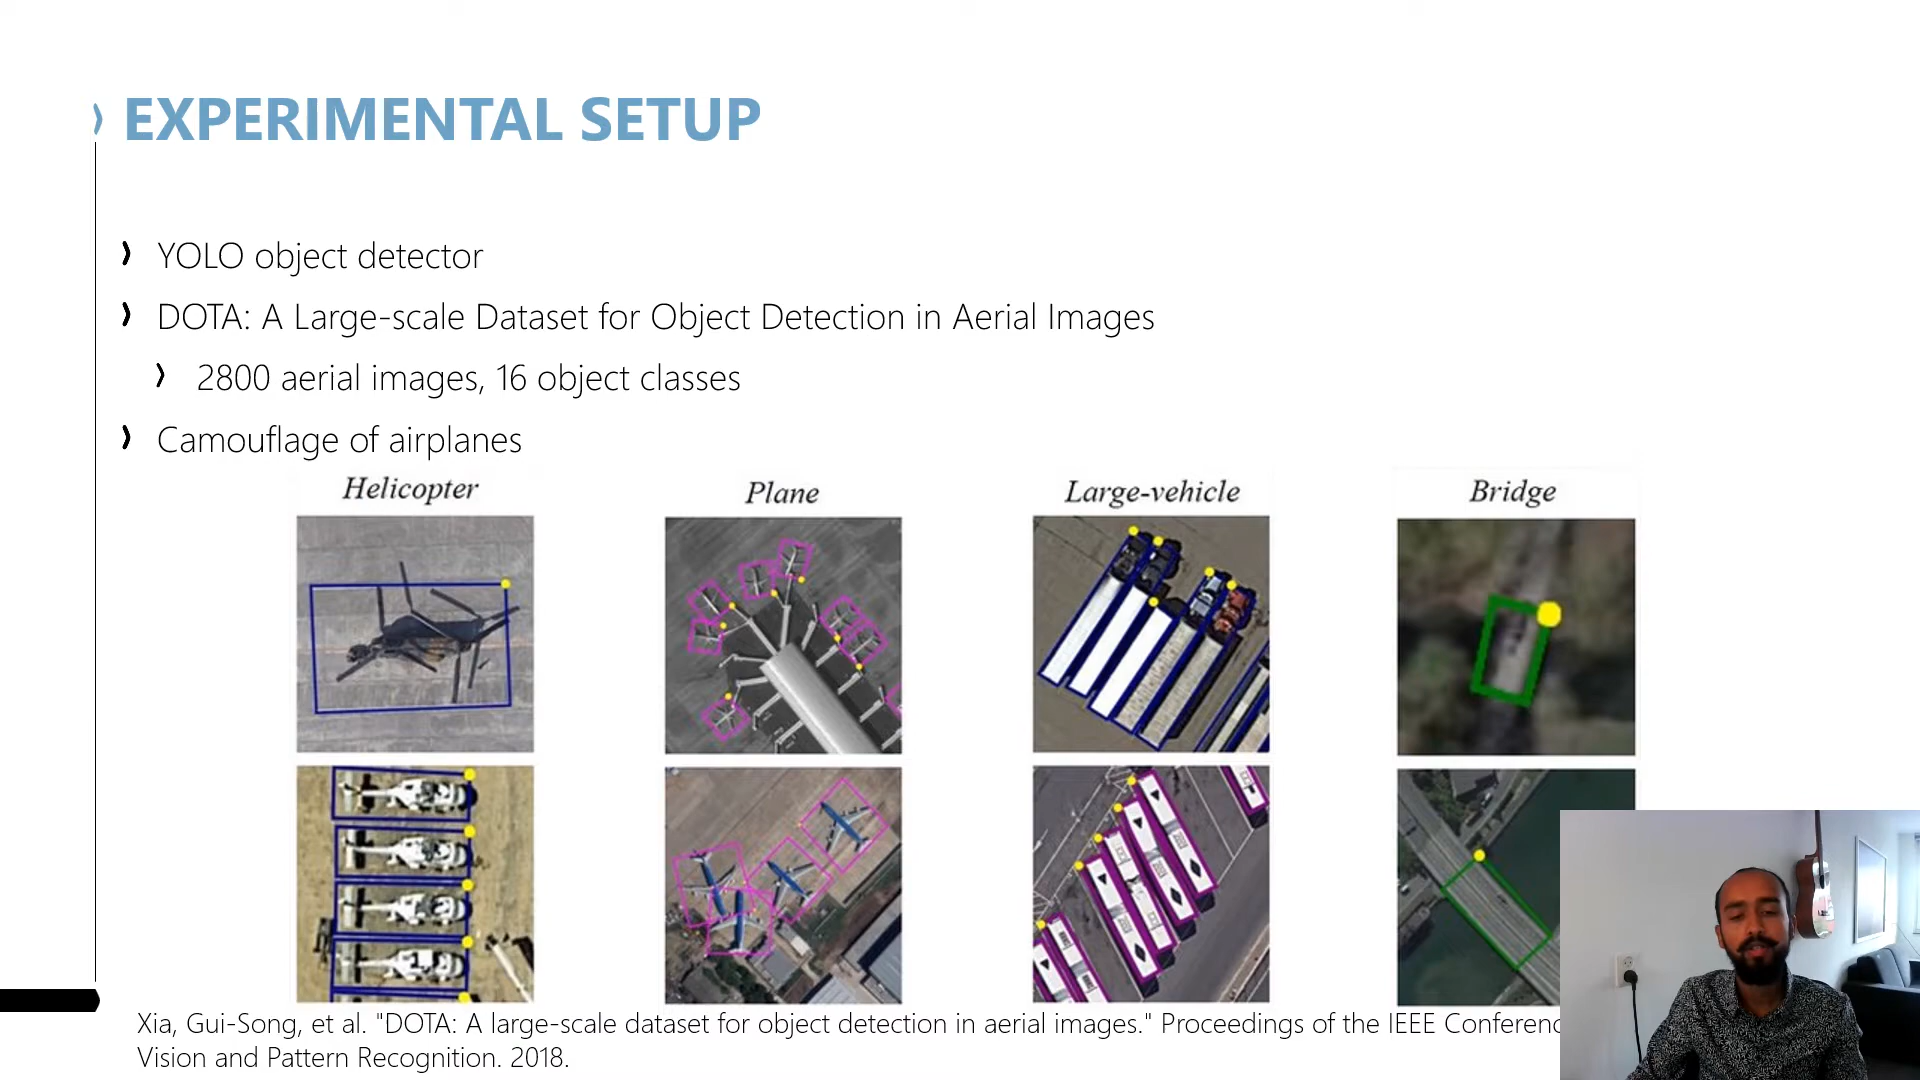 EXPERIMENTAL SETUP
YOLO object detector
DOTA: A Large-scale Dataset for Object Detection in Aerial Images
2800 aerial images, 16 object classes
Camouflage of airplanes
Helicopter
Plane
Large-vehicle
Bridge
Xia, Gui-Song, et al. "DOTA: A large-scale dataset for object detection in aerial images." Proceedings of the IEEE
Vision and Pattern Recognition. 2018.